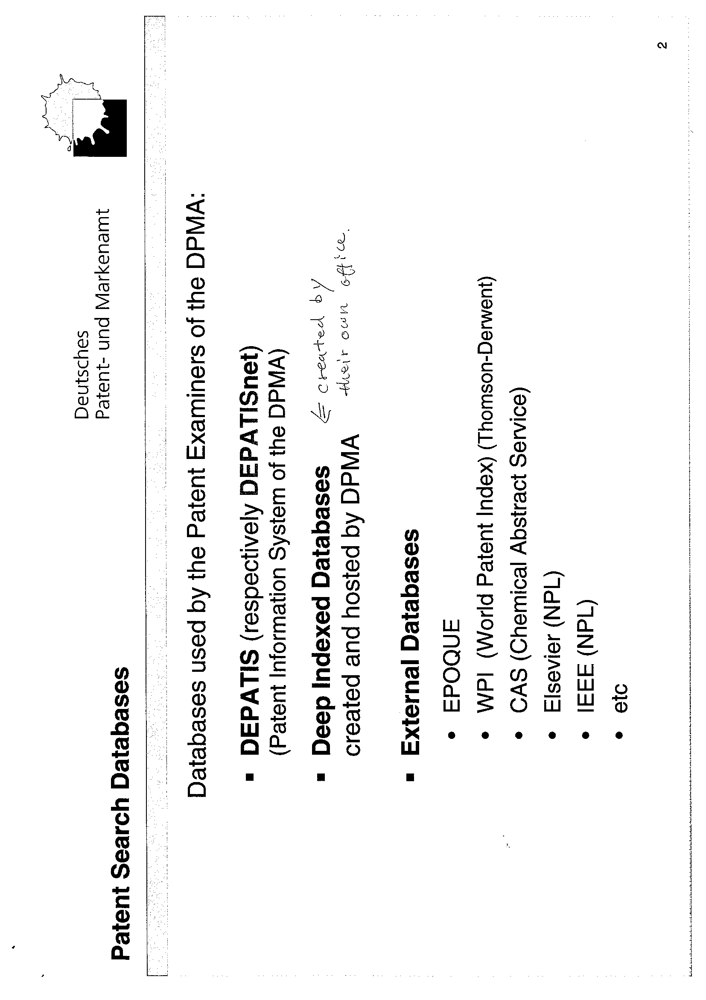 Deutsches
Patent- und Markenamt
Patent Search Databases
Databases used by the Patent Examiners of the DPMA:
▪ DEPATIS (respectively DEPATISnet)
(Patent Information System of the DPMA)
▪ Deep Indexed Databases
created and hosted by DPMA
⇐ created by
their own office.
▪ External Databases
• EPOQUE
• WPI (World Patent Index) (Thomson-Derwent)
• CAS (Chemical Abstract Service)
• Elsevier (NPL)
• IEEE (NPL)
• etc
2